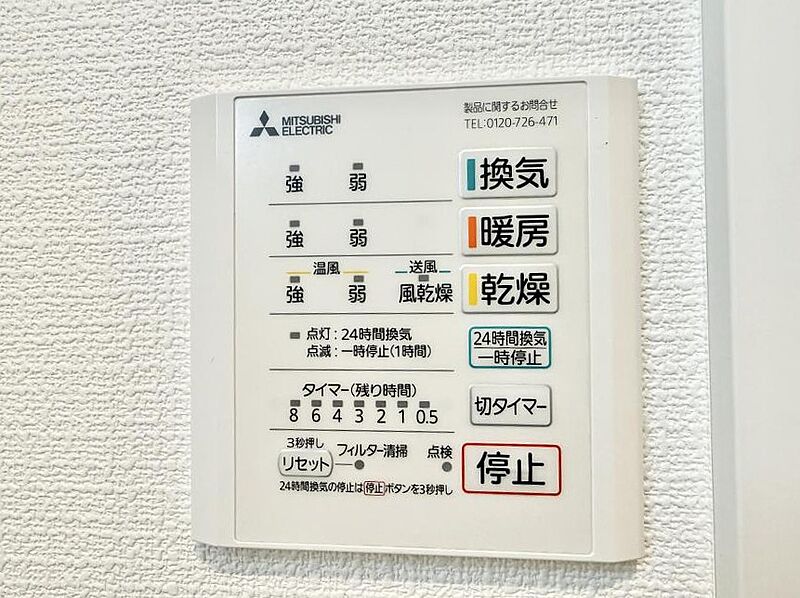 MITSUBISHI
ELECTRIC
製品に関するお問合せ
TEL:0120-726-471
強 弱 換気
強 弱 暖房
温風 送風
強 弱 風乾燥 乾燥
点灯:24時間換気
点滅:一時停止(1時間)
24時間換気
一時停止
タイマー(残り時間)
8 6 4 3 2 1 0.5
切タイマー
3秒押し
リセット フィルター清掃 点検
停止
24時間換気の停止は停止ボタンを3秒押し